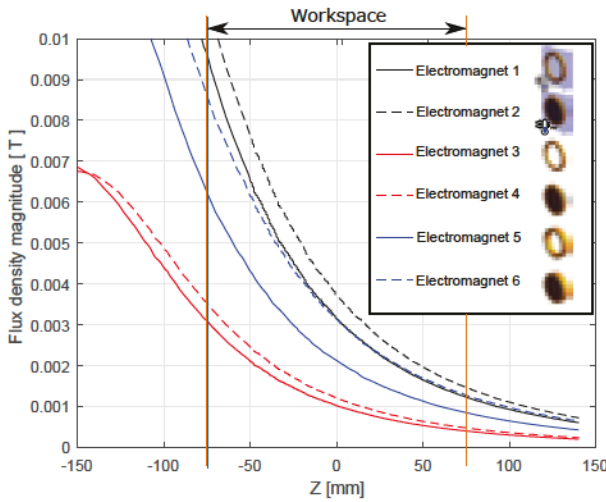 Workspace
0.01
0.009
0.008
0.007
0.006
0.005
0.004
0.003
0.002
0.001
0
Flux density magnitude [ T ]
Electromagnet 1
Electromagnet 2
Electromagnet 3
Electromagnet 4
Electromagnet 5
Electromagnet 6
-150
-100
-50
0
50
100
150
Z [mm]